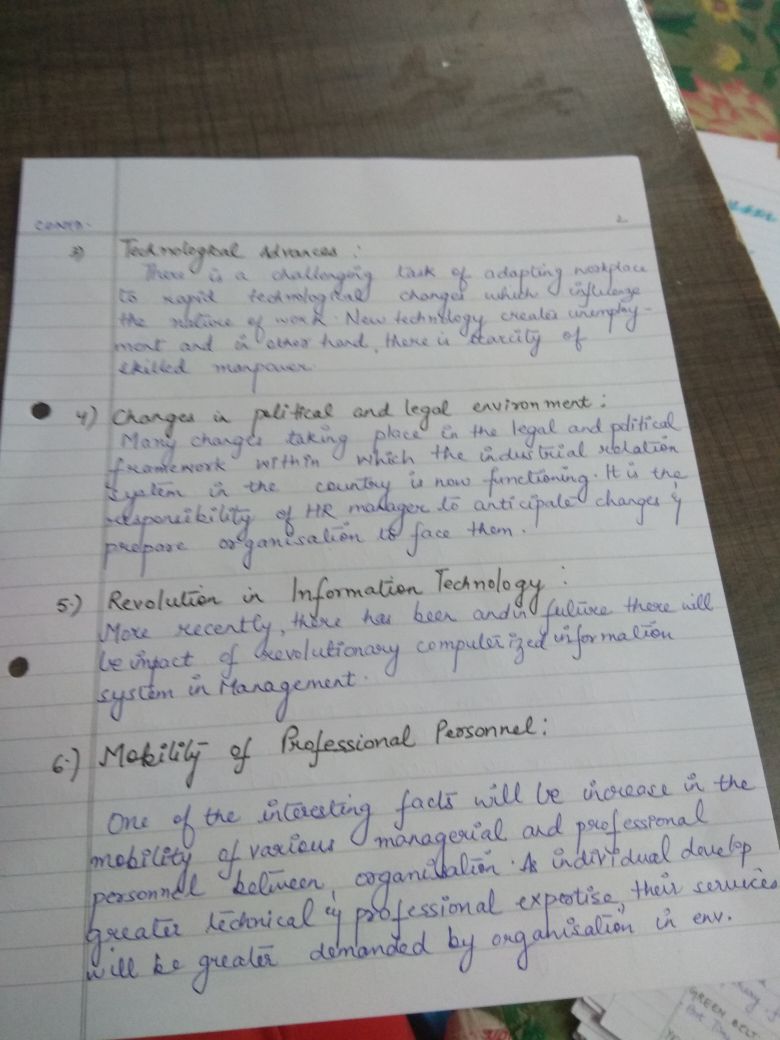 CONTD. 2
3) Technological Advances :
There is a challenging task of adapting workplace
to rapid technological changes which influenze
the nature of work. New technology creates unemploy-
ment and in other hand, there is starcity of
skilled manpower.
4) Changes in political and legal environment :
Many changes taking place in the legal and political
framework within which the industrial relation
system in the country is now functioning. It is the
responsibility of HR manager to anticipate changes &
prepare organisation to face them.
5.) Revolution in Information Technology :
More recently, there has been and in future there will
be impact of revolutionary computerized information
system in Management.
6.) Mobility of Professional Personnel :
One of the interesting facts will be increase in the
mobility of various managerial and professional
personnel between organisation. As individual develop
greater technical & professional expertise, their services
will be greater demanded by organisation in env.
GREEN BELT